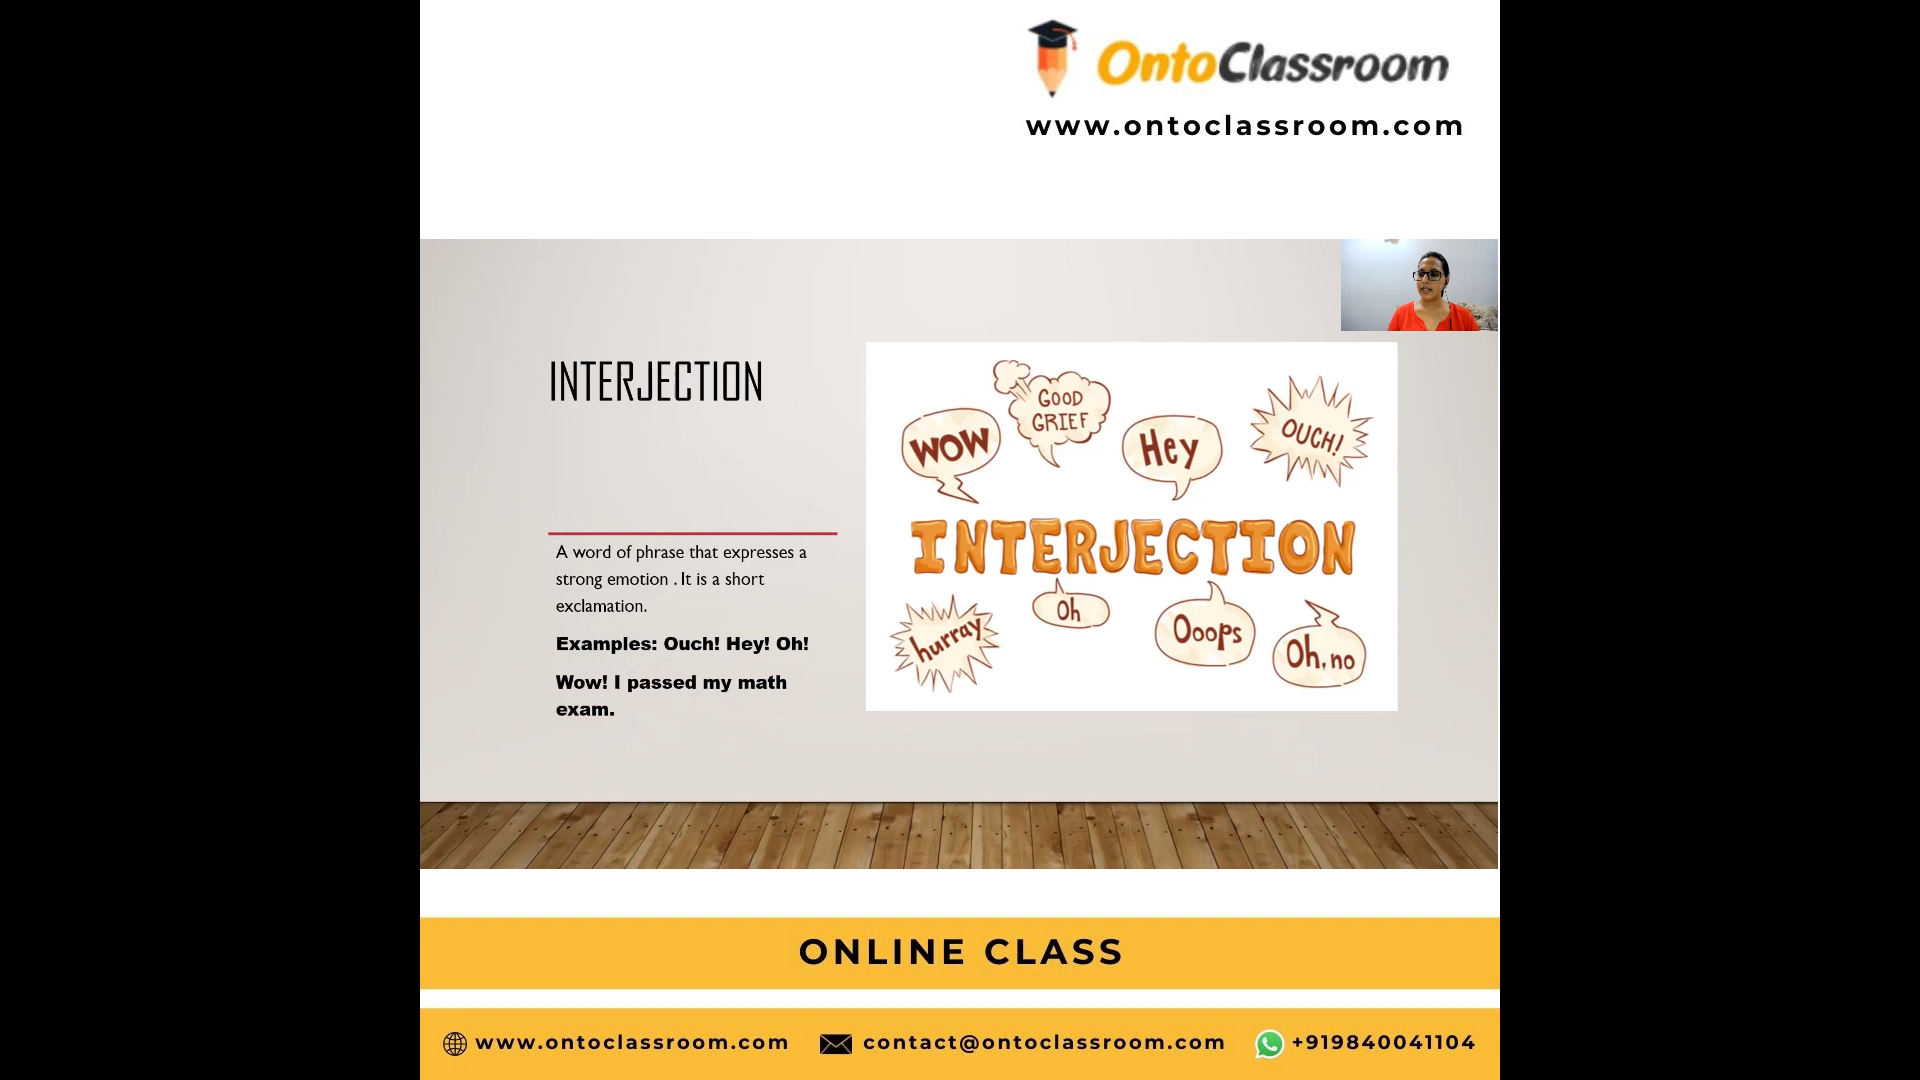 OntoClassroom
www.ontoclassroom.com
INTERJECTION
A word of phrase that expresses a
strong emotion . It is a short
exclamation.
Examples: Ouch! Hey! Oh!
Wow! I passed my math
exam.
WOW
GOOD
GRIEF
Hey
OUCH!
INTERJECTION
hurray
Oh
Ooops
Oh, no
ONLINE CLASS
www.ontoclassroom.com contact@ontoclassroom.com +919840041104